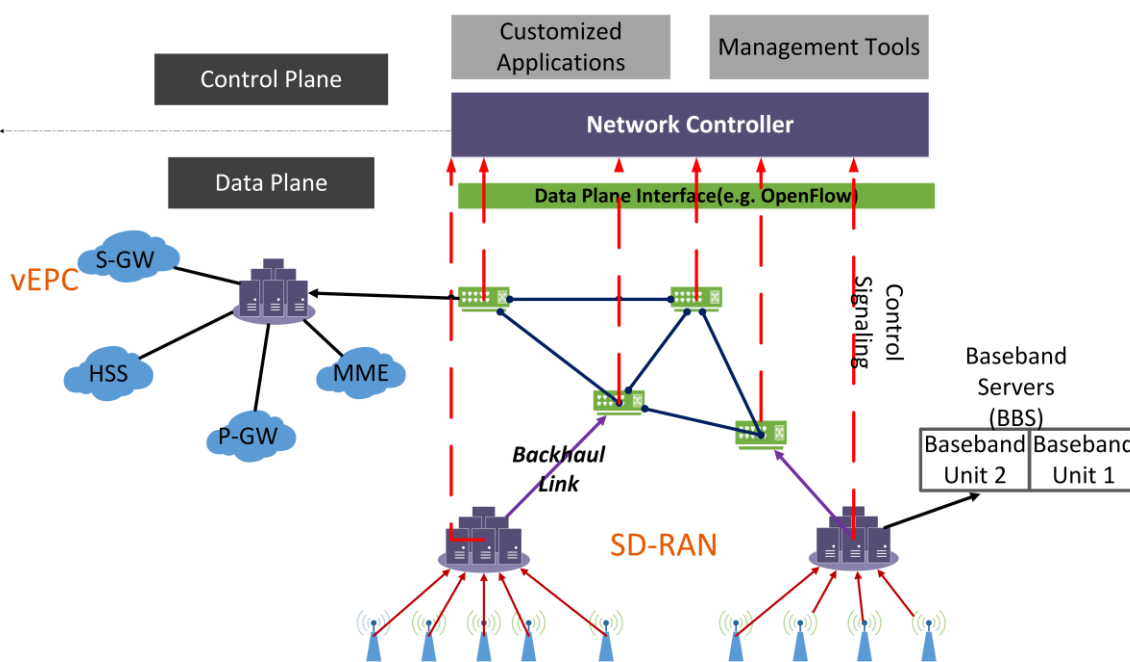 Customized
Applications
Management Tools
Control Plane
Network Controller
Data Plane
Data Plane Interface(e.g. OpenFlow)
S-GW
vEPC
HSS
MME
P-GW
Control
Signaling
Baseband
Servers
(BBS)
Baseband
Unit 2
Baseband
Unit 1
Backhaul
Link
SD-RAN